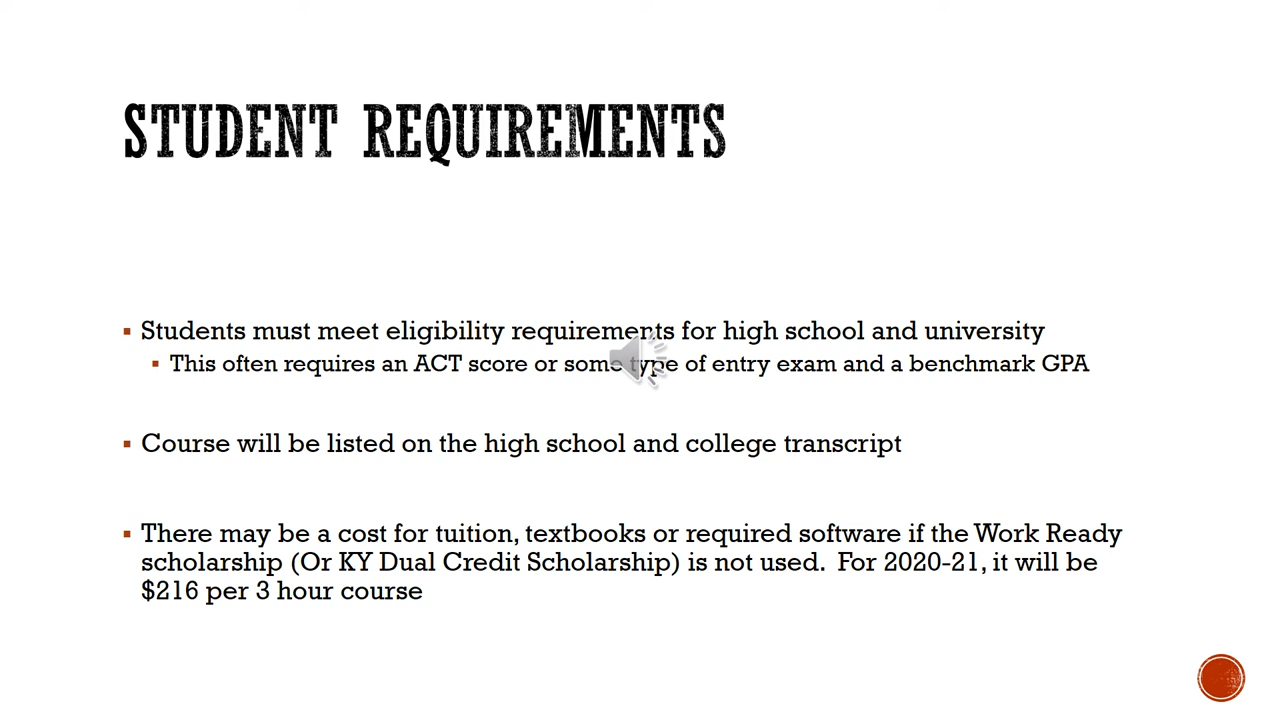 STUDENT REQUIREMENTS
▪ Students must meet eligibility requirements for high school and university
▪ This often requires an ACT score or some type of entry exam and a benchmark GPA
▪ Course will be listed on the high school and college transcript
▪ There may be a cost for tuition, textbooks or required software if the Work Ready
scholarship (Or KY Dual Credit Scholarship) is not used.  For 2020-21, it will be
$216 per 3 hour course